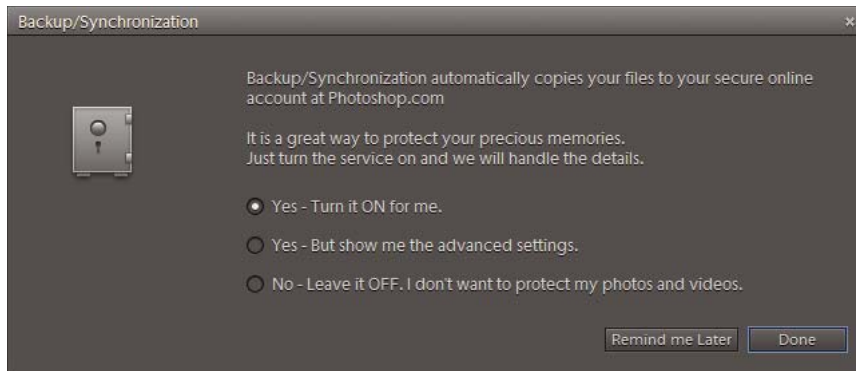 Backup/Synchronization
Backup/Synchronization automatically copies your files to your secure online
account at Photoshop.com
It is a great way to protect your precious memories.
Just turn the service on and we will handle the details.
Yes - Turn it ON for me.
Yes - But show me the advanced settings.
No - Leave it OFF. I don't want to protect my photos and videos.
Remind me Later Done